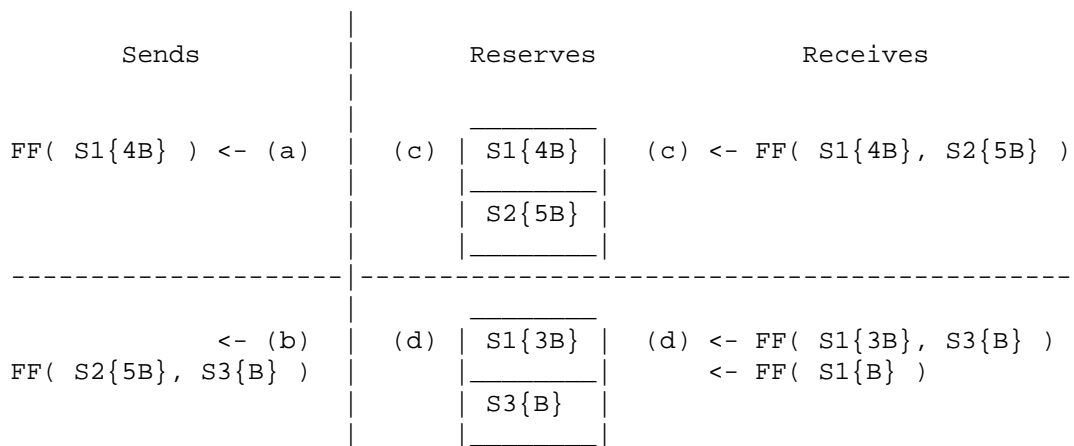 Sends | Reserves Receives
FF( S1{4B} ) <- (a) | (c) | S1{4B} | (c) <- FF( S1{4B}, S2{5B} )
| S2{5B} |
<- (b) | (d) | S1{3B} | (d) <- FF( S1{3B}, S3{B} )
FF( S2{5B}, S3{B} ) | <- FF( S1{B} )
| S3{B} |